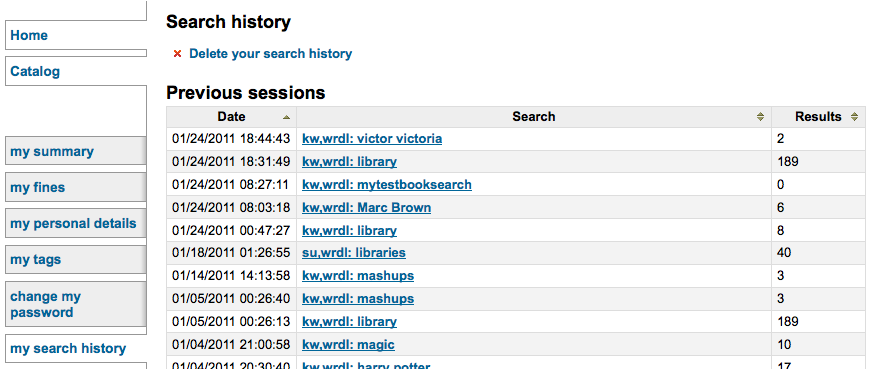 Home
Catalog
my summary
my fines
my personal details
my tags
change my
password
my search history
Search history
Delete your search history
Previous sessions
Date Search Results
01/24/2011 18:44:43 kw,wrdl: victor victoria 2
01/24/2011 18:31:49 kw,wrdl: library 189
01/24/2011 08:27:11 kw,wrdl: mytestbooksearch 0
01/24/2011 08:03:18 kw,wrdl: Marc Brown 6
01/24/2011 00:47:27 kw,wrdl: library 8
01/18/2011 01:26:55 su,wrdl: libraries 40
01/14/2011 14:13:58 kw,wrdl: mashups 3
01/05/2011 00:26:40 kw,wrdl: mashups 3
01/05/2011 00:26:13 kw,wrdl: library 189
01/04/2011 21:00:58 kw,wrdl: magic 10
01/04/2011 20:30:40 kw,wrdl: harry potter 17